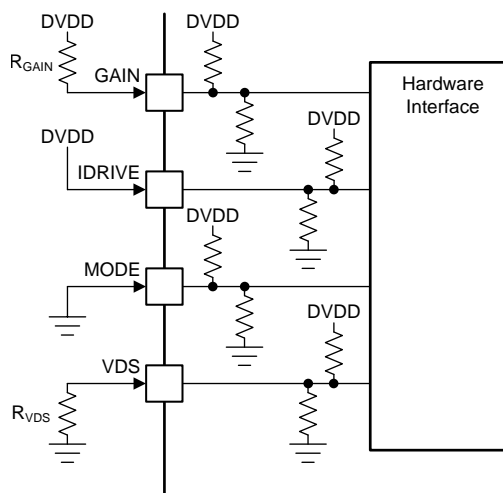 DVDD
DVDD
RGAIN
GAIN
Hardware
Interface
DVDD
DVDD
IDRIVE
DVDD
MODE
DVDD
VDS
RVDS